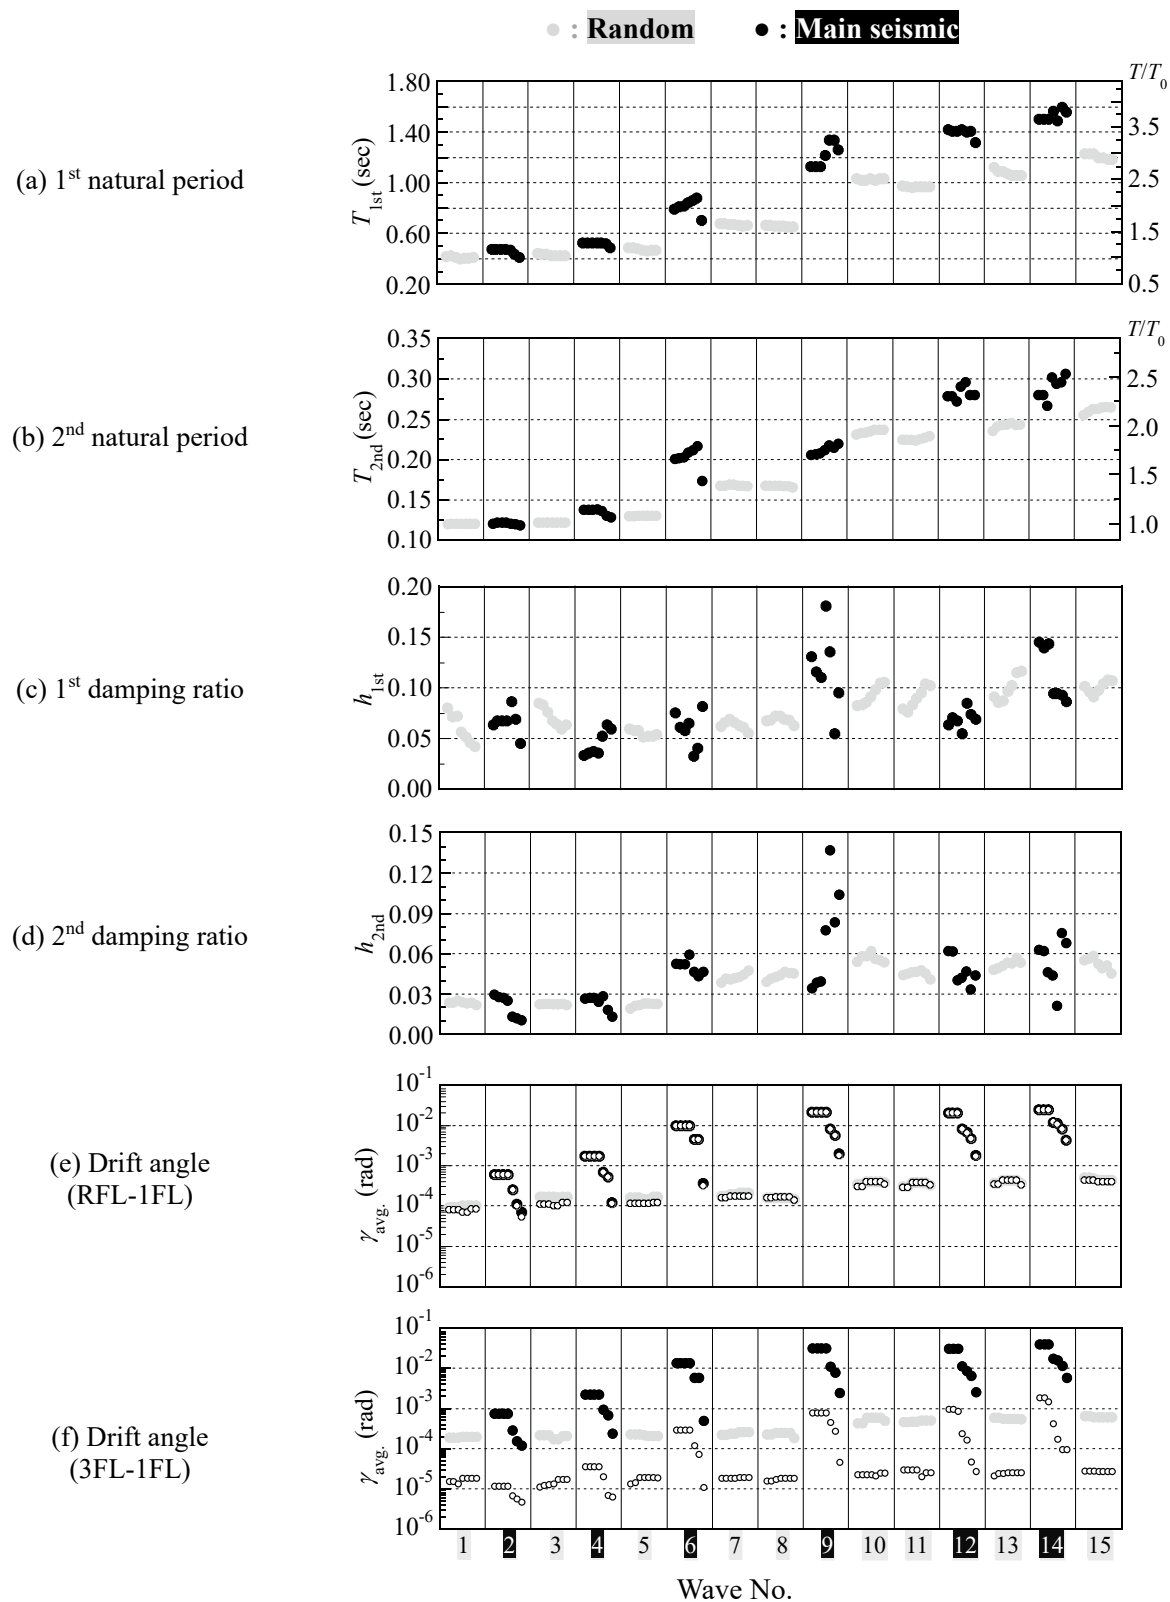 ● : Random ● : Main seismic
(a) 1st natural period
T1st (sec)
T/T0
1.80
1.40
1.00
0.60
0.20
3.5
2.5
1.5
1
0.5
(b) 2nd natural period
T2nd (sec)
T/T0
0.35
0.30
0.25
0.20
0.15
0.10
2.5
2.0
1.5
1.0
(c) 1st damping ratio
h1st
0.20
0.15
0.10
0.05
0.00
(d) 2nd damping ratio
h2nd
0.15
0.12
0.09
0.06
0.03
0.00
(e) Drift angle
(RFL-1FL)
γavg. (rad)
10-1
10-2
10-3
10-4
10-5
10-6
(f) Drift angle
(3FL-1FL)
γavg. (rad)
10-1
10-2
10-3
10-4
10-5
10-6
1 2 3 4 5 6 7 8 9 10 11 12 13 14 15
Wave No.